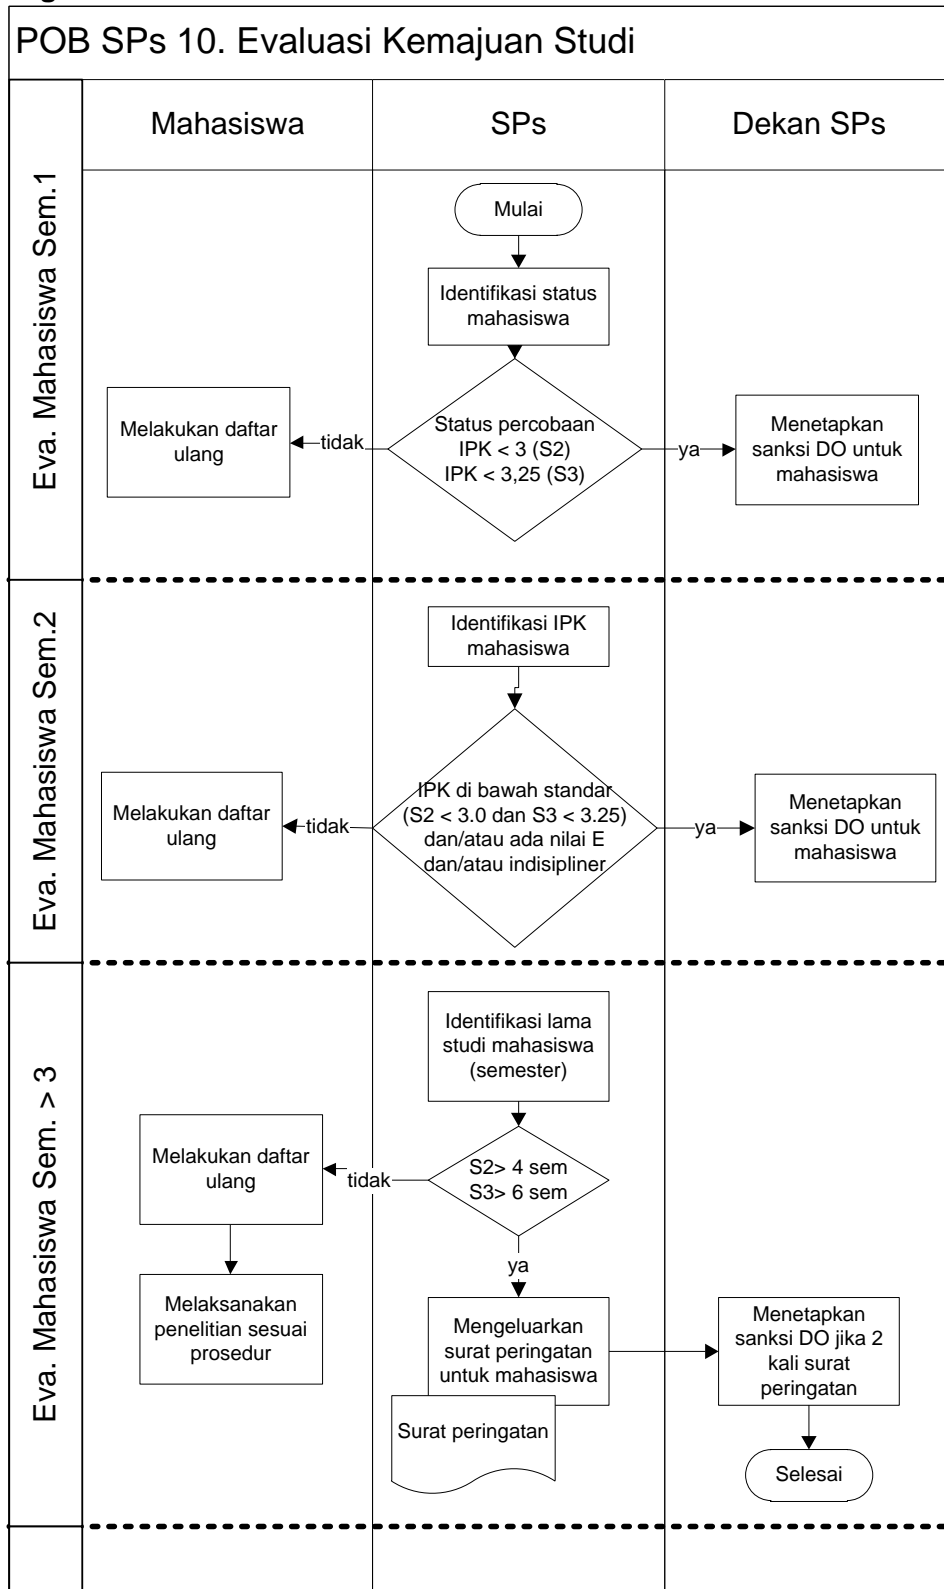 POB SPs 10. Evaluasi Kemajuan Studi
Mahasiswa
SPs
Dekan SPs
Eva. Mahasiswa Sem.1
Mulai
Identifikasi status
mahasiswa
Melakukan daftar
ulang
tidak
Status percobaan
IPK < 3 (S2)
IPK < 3,25 (S3)
ya
Menetapkan
sanksi DO untuk
mahasiswa
Eva. Mahasiswa Sem.2
Identifikasi IPK
mahasiswa
Melakukan daftar
ulang
tidak
IPK di bawah standar
(S2 < 3.0 dan S3 < 3.25)
dan/atau ada nilai E
dan/atau indisipliner
ya
Menetapkan
sanksi DO untuk
mahasiswa
Eva. Mahasiswa Sem. > 3
Identifikasi lama
studi mahasiswa
(semester)
Melakukan daftar
ulang
tidak
S2> 4 sem
S3> 6 sem
ya
Melaksanakan
penelitian sesuai
prosedur
Mengeluarkan
surat peringatan
untuk mahasiswa
Surat peringatan
Menetapkan
sanksi DO jika 2
kali surat
peringatan
Selesai